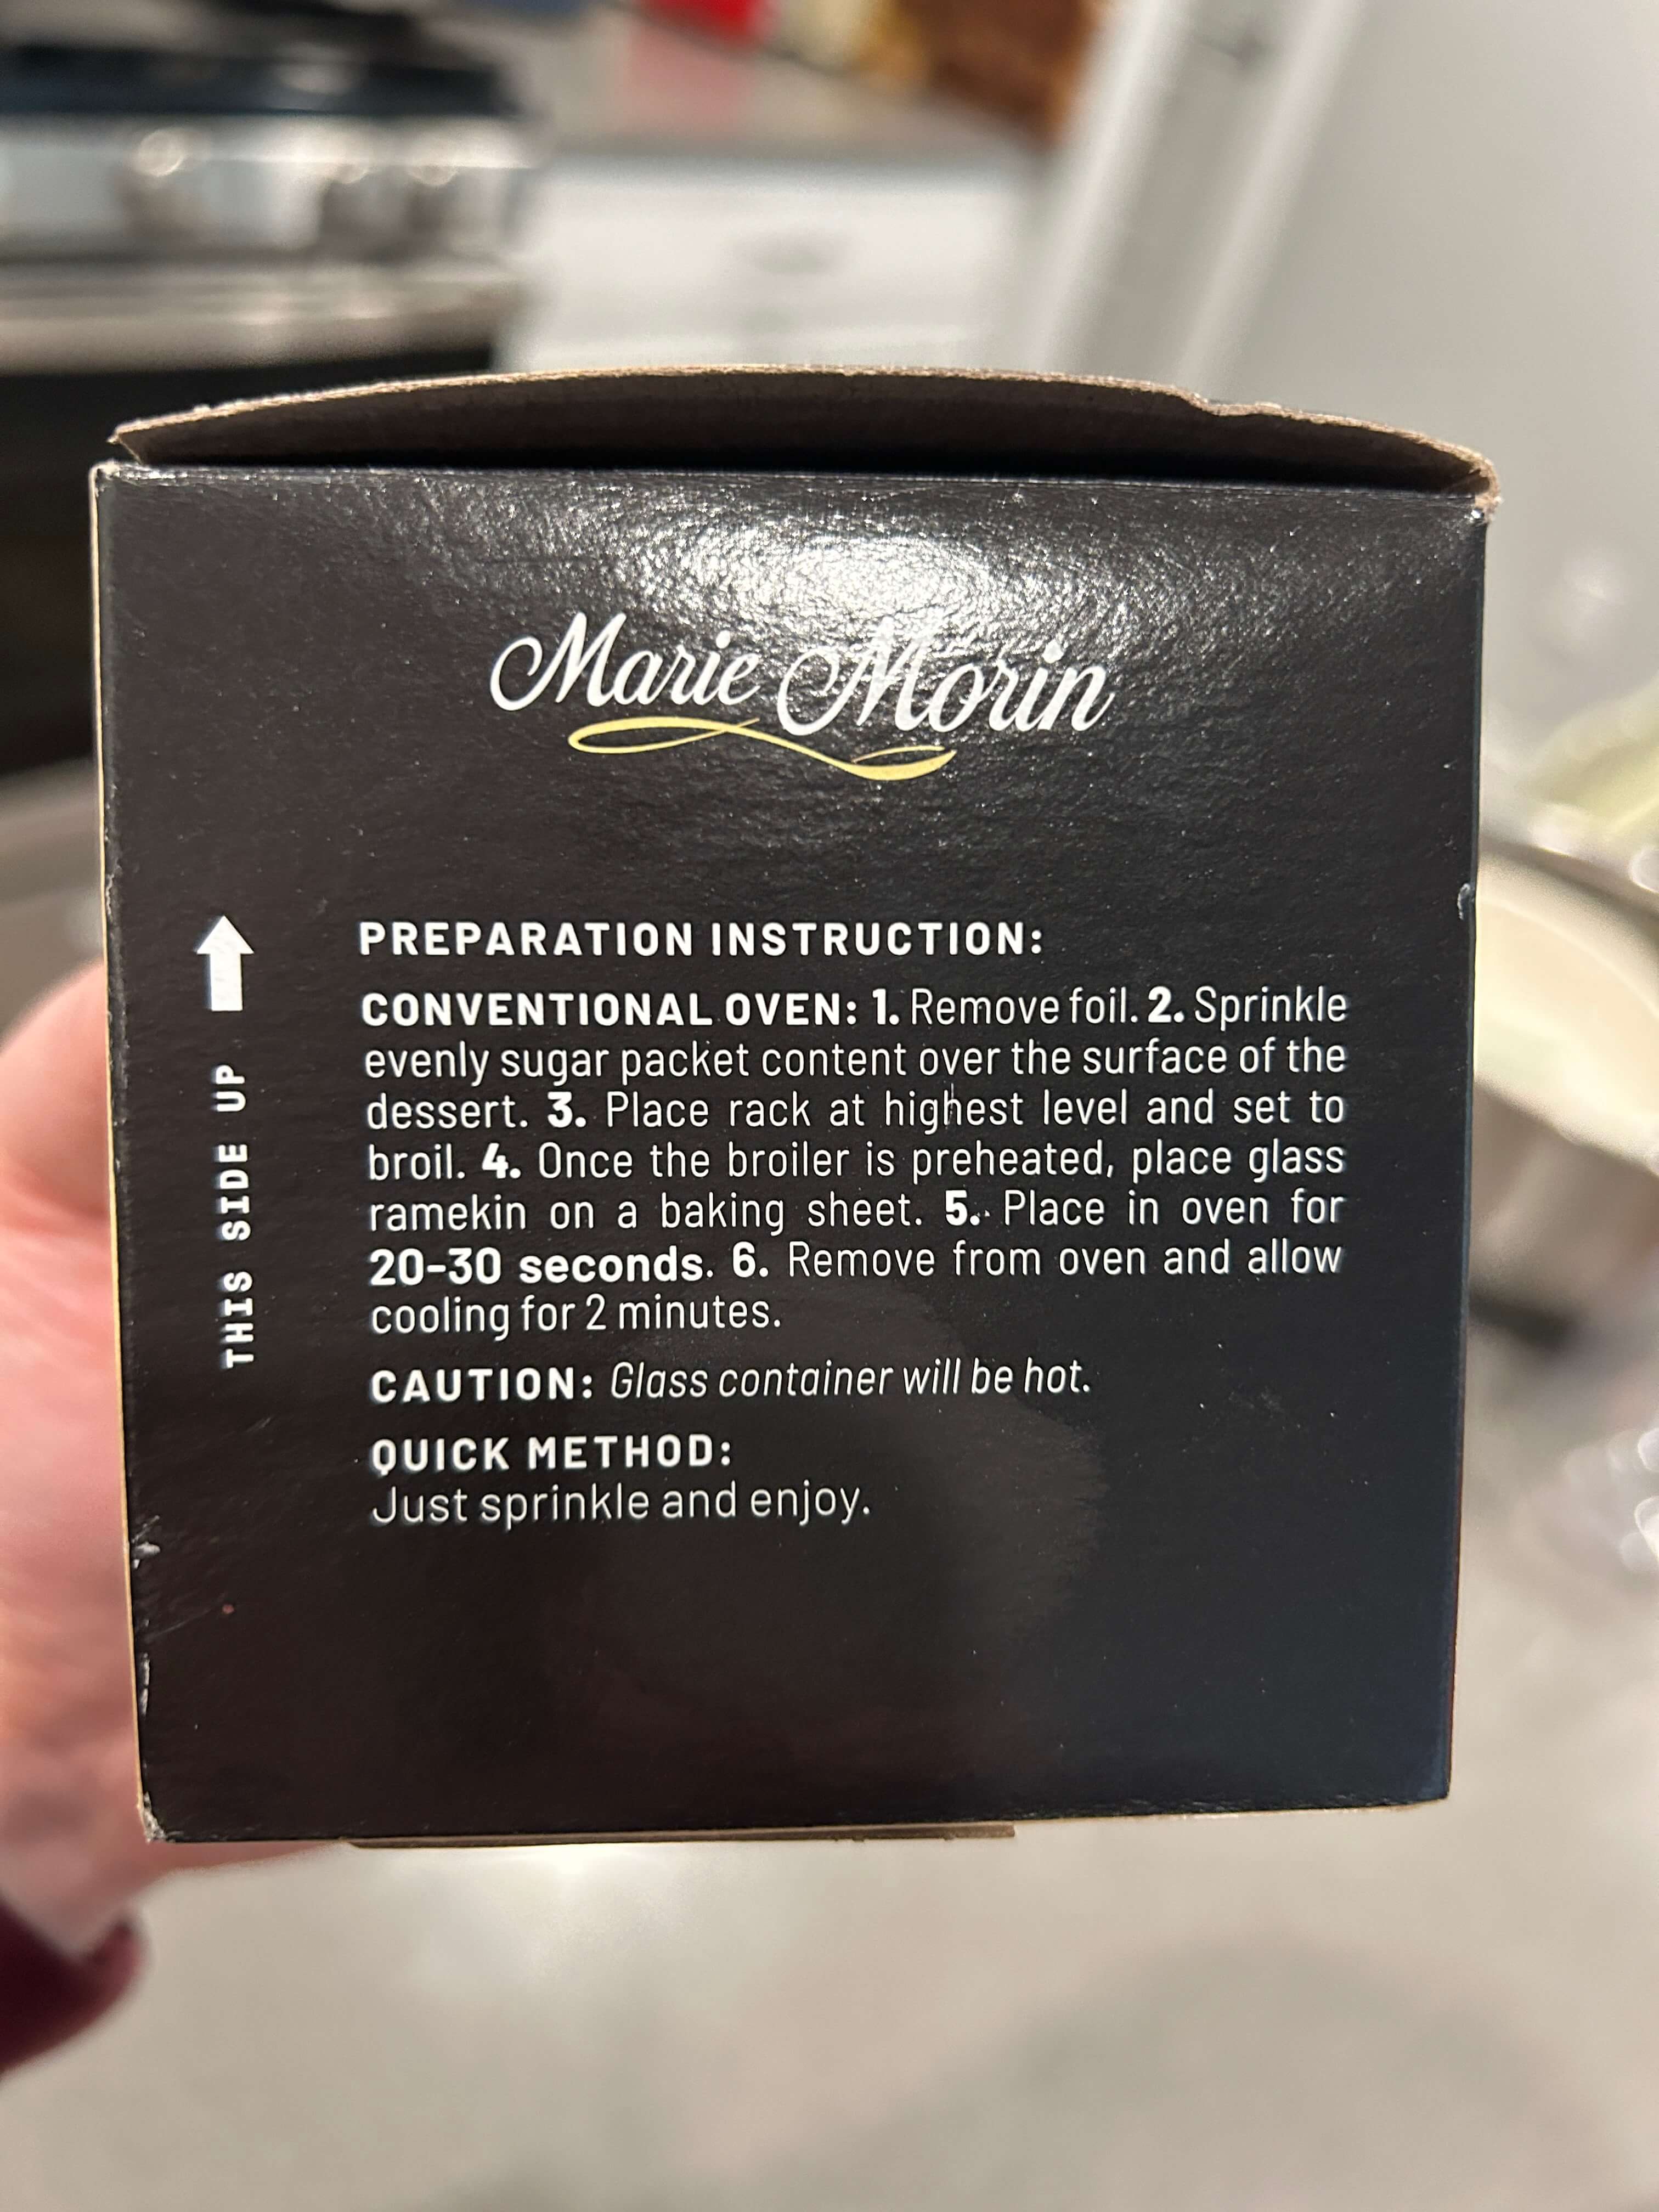 Marie Morin
THIS SIDE UP
PREPARATION INSTRUCTION:
CONVENTIONAL OVEN: 1. Remove foil. 2. Sprinkle
evenly sugar packet content over the surface of the
dessert. 3. Place rack at highest level and set to
broil. 4. Once the broiler is preheated, place glass
ramekin on a baking sheet. 5. Place in oven for
20-30 seconds. 6. Remove from oven and allow
cooling for 2 minutes.
CAUTION: Glass container will be hot.
QUICK METHOD:
Just sprinkle and enjoy.